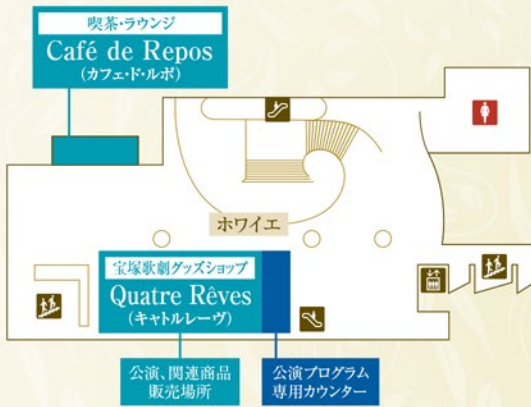 喫茶・ラウンジ
Café de Repos
(カフェ・ド・ルポ)
ホワイエ
宝塚歌劇グッズショップ
Quatre Rêves
(キャトルレーヴ)
公演、関連商品
販売場所
公演プログラム
専用カウンター